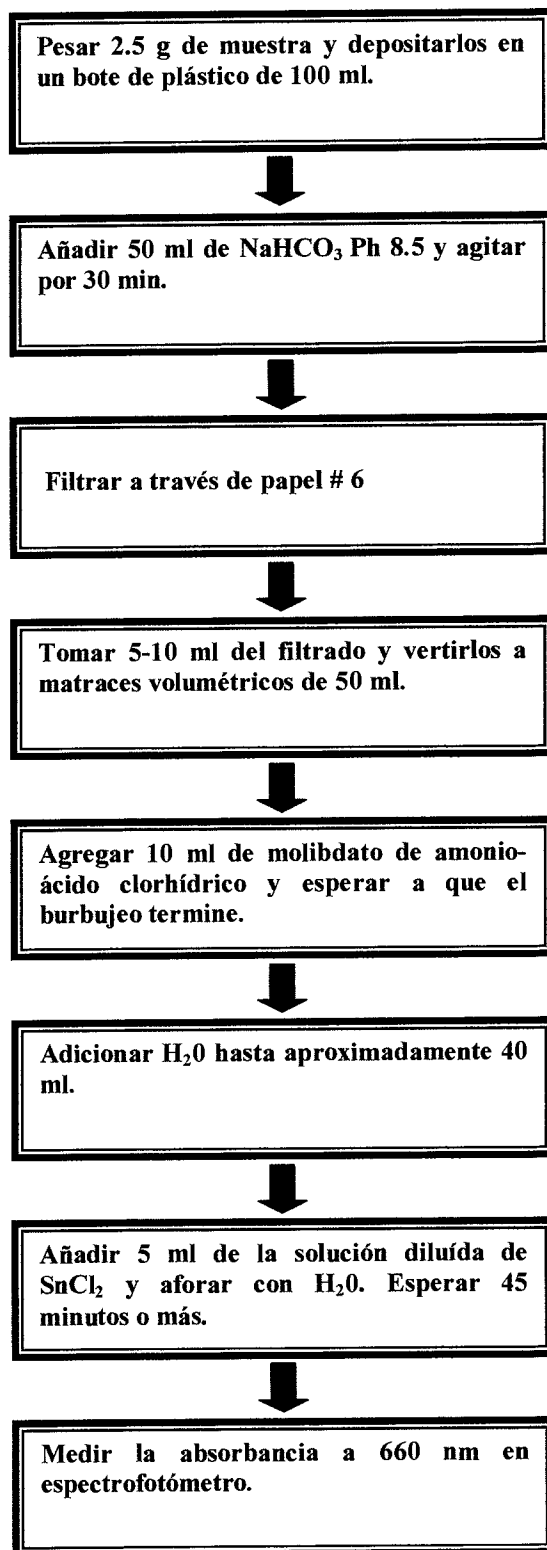 Pesar 2.5 g de muestra y depositarlos en
un bote de plástico de 100 ml.
Añadir 50 ml de NaHCO₃ Ph 8.5 y agitar
por 30 min.
Filtrar a través de papel # 6
Tomar 5-10 ml del filtrado y vertirlos a
matraces volumétricos de 50 ml.
Agregar 10 ml de molibdato de amonio-
ácido clorhídrico y esperar a que el
burbujeo termine.
Adicionar H₂0 hasta aproximadamente 40
ml.
Añadir 5 ml de la solución diluída de
SnCl₂ y aforar con H₂0. Esperar 45
minutos o más.
Medir la absorbancia a 660 nm en
espectrofotómetro.